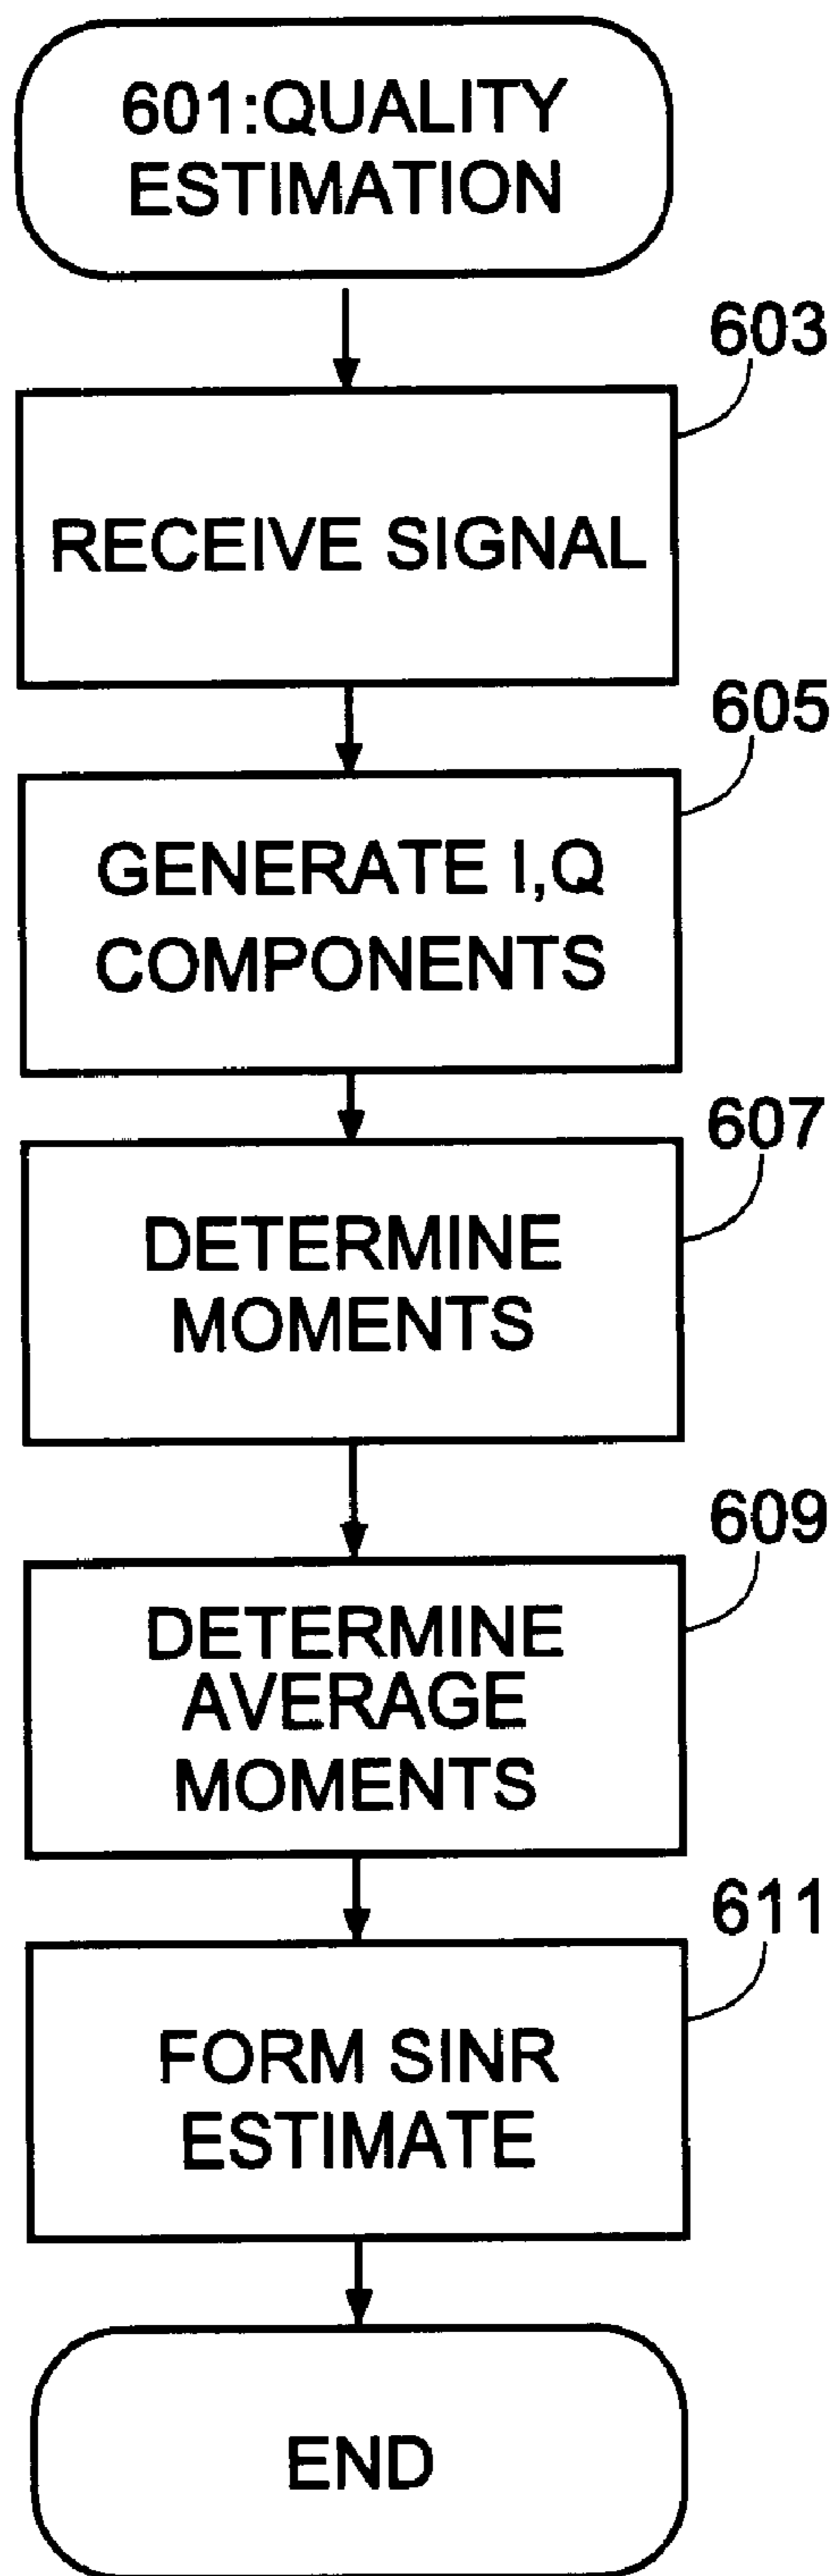 601:QUALITY
ESTIMATION
603
RECEIVE SIGNAL
605
GENERATE I,Q
COMPONENTS
607
DETERMINE
MOMENTS
609
DETERMINE
AVERAGE
MOMENTS
611
FORM SINR
ESTIMATE
END